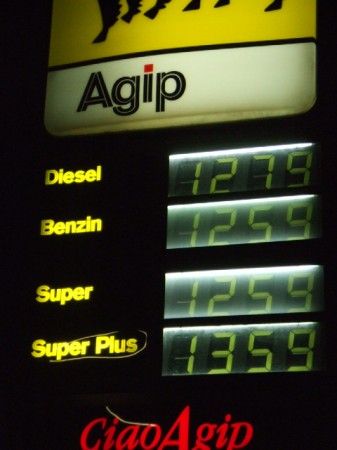 Agip
Diesel 1279
Benzin 1259
Super 1259
Super Plus 1359
CiaoAgip